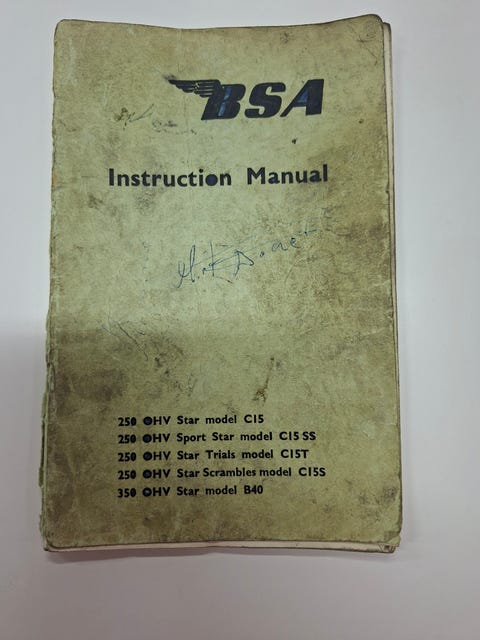 BSA
Instruction Manual
250 OHV Star model C15
250 OHV Sport Star model C15 SS
250 OHV Star Trials model C15T
250 OHV Star Scrambles model C15S
350 OHV Star model B40